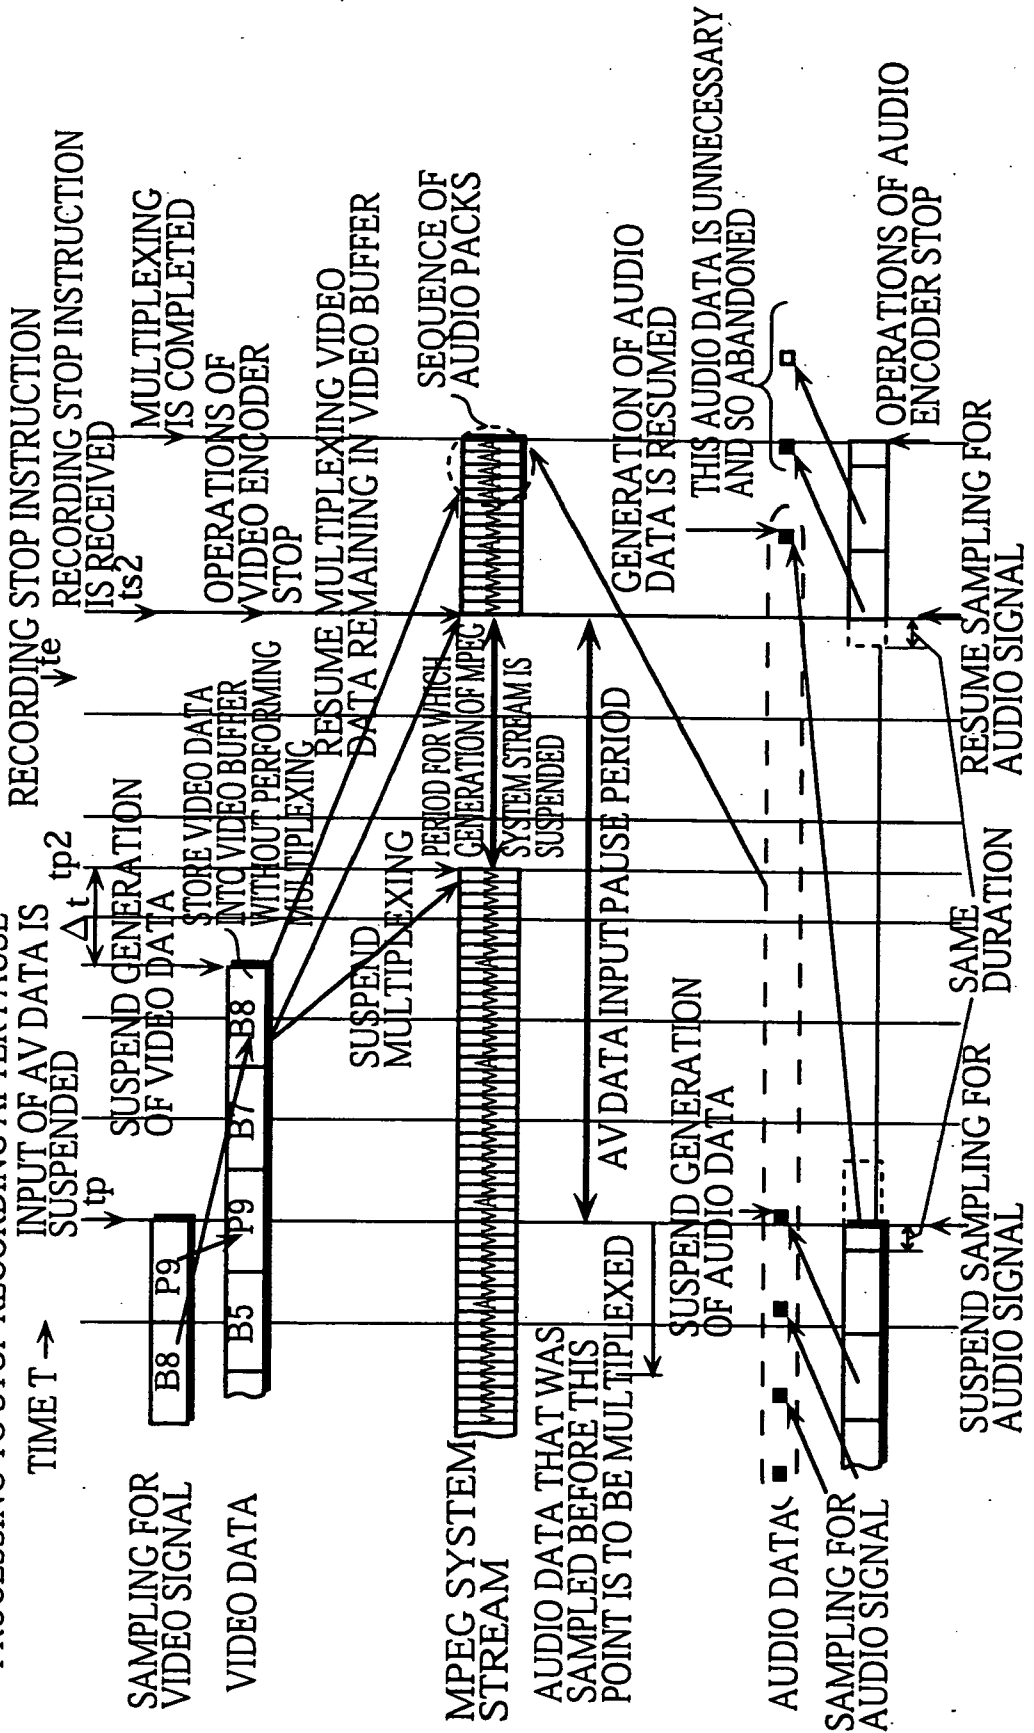 PROCESSING TO STOP RECORDING AFTER PAUSE
INPUT OF AV DATA IS
SUSPENDED
tp
TIME T →
RECORDING STOP INSTRUCTION
te
RECORDING STOP INSTRUCTION
IS RECEIVED
ts2
tp2
Δt
MULTIPLEXING
IS COMPLETED
SAMPLING FOR
VIDEO SIGNAL
B8
P9
SUSPEND GENERATION
OF VIDEO DATA
OPERATIONS OF
VIDEO ENCODER
STOP
VIDEO DATA
B5
P9
B7
B8
STORE VIDEO DATA
INTO VIDEO BUFFER
WITHOUT PERFORMING
MULTIPLEXING
RESUME MULTIPLEXING VIDEO
DATA REMAINING IN VIDEO BUFFER
SUSPEND
MULTIPLEXING
PERIOD FOR WHICH
GENERATION OF MPEG
SYSTEM STREAM IS
SUSPENDED
SEQUENCE OF
AUDIO PACKS
MPEG SYSTEM
STREAM
AV DATA INPUT PAUSE PERIOD
AUDIO DATA THAT WAS
SAMPLED BEFORE THIS
POINT IS TO BE MULTIPLEXED
SUSPEND GENERATION
OF AUDIO DATA
GENERATION OF AUDIO
DATA IS RESUMED
THIS AUDIO DATA IS UNNECESSARY
AND SO ABANDONED
AUDIO DATA
SAMPLING FOR
AUDIO SIGNAL
OPERATIONS OF AUDIO
ENCODER STOP
SUSPEND SAMPLING FOR
AUDIO SIGNAL
SAME
DURATION
RESUME SAMPLING FOR
AUDIO SIGNAL